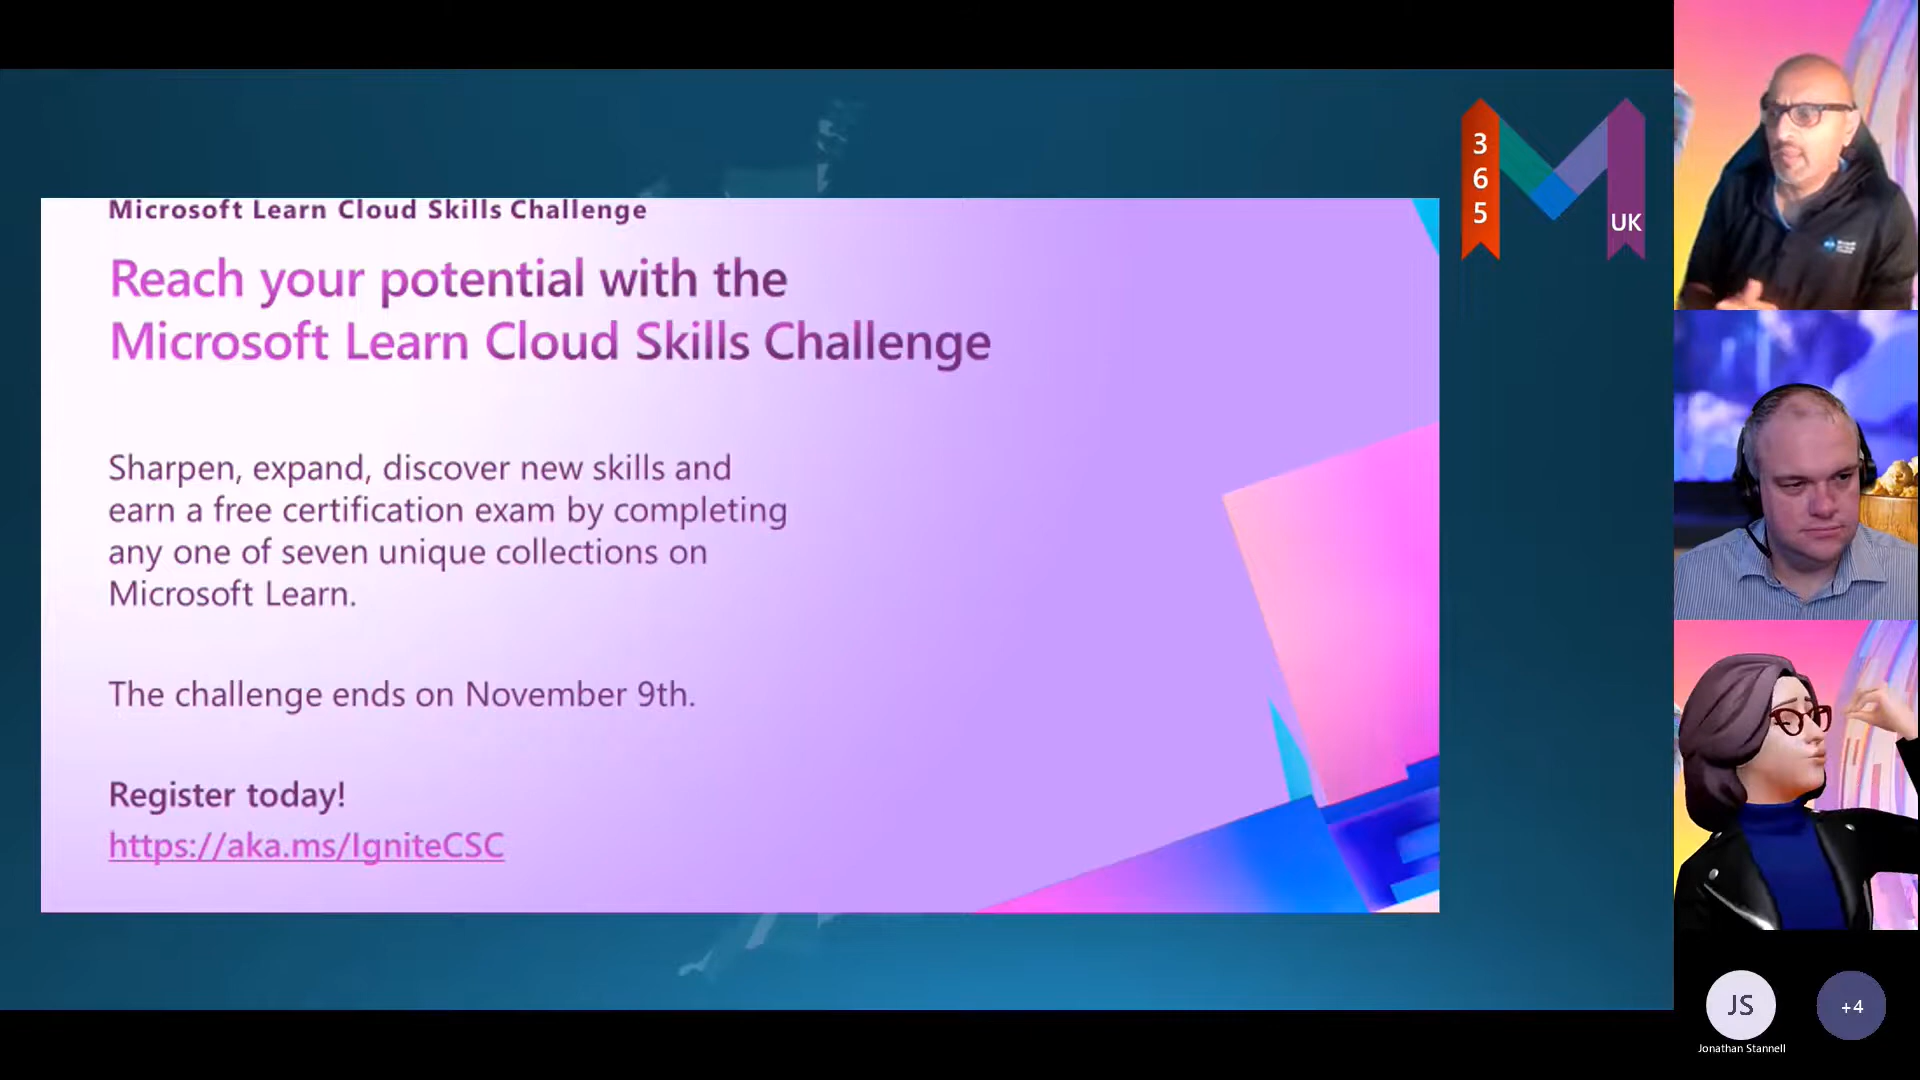 Microsoft Learn Cloud Skills Challenge
Reach your potential with the
Microsoft Learn Cloud Skills Challenge
Sharpen, expand, discover new skills and
earn a free certification exam by completing
any one of seven unique collections on
Microsoft Learn.
The challenge ends on November 9th.
Register today!
https://aka.ms/IgniteCSC
3
6
5
UK
JS
+4
Jonathan Stannell